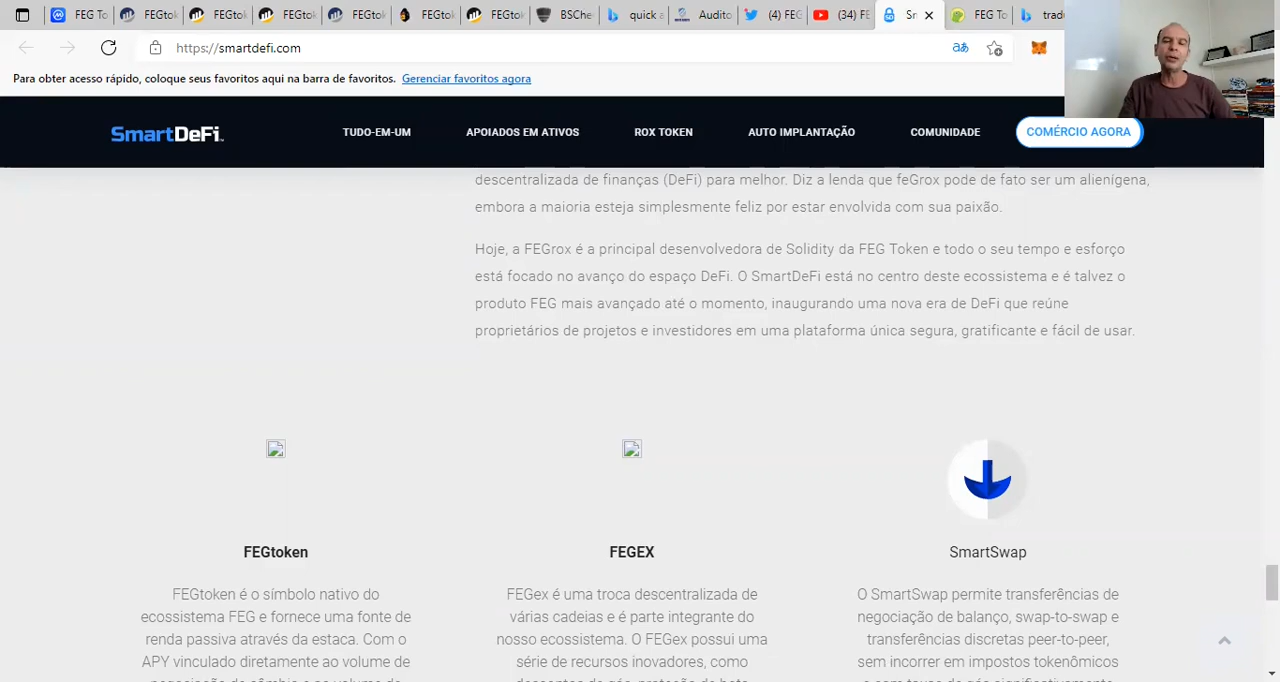 FEG To
FEGtok
FEGtok
FEGtok
FEGtok
FEGtok
FEGtok
BSChe
quick a
Audito
(4) FEG
(34) FE
Sm
FEG To
tradu
https://smartdefi.com
aあ
Para obter acesso rápido, coloque seus favoritos aqui na barra de favoritos. Gerenciar favoritos agora
SmartDeFi.
TUDO-EM-UM
APOIADOS EM ATIVOS
ROX TOKEN
AUTO IMPLANTAÇÃO
COMUNIDADE
COMÉRCIO AGORA
descentralizada de finanças (DeFi) para melhor. Diz a lenda que feGrox pode de fato ser um alienígena,
embora a maioria esteja simplesmente feliz por estar envolvida com sua paixão.
Hoje, a FEGrox é a principal desenvolvedora de Solidity da FEG Token e todo o seu tempo e esforço
está focado no avanço do espaço DeFi. O SmartDeFi está no centro deste ecossistema e é talvez o
produto FEG mais avançado até o momento, inaugurando uma nova era de DeFi que reúne
proprietários de projetos e investidores em uma plataforma única segura, gratificante e fácil de usar.
FEGtoken
FEGtoken é o símbolo nativo do
ecossistema FEG e fornece uma fonte de
renda passiva através da estaca. Com o
APY vinculado diretamente ao volume de
FEGEX
FEGex é uma troca descentralizada de
várias cadeias e é parte integrante do
nosso ecossistema. O FEGex possui uma
série de recursos inovadores, como
SmartSwap
O SmartSwap permite transferências de
negociação de balanço, swap-to-swap e
transferências discretas peer-to-peer,
sem incorrer em impostos tokenômicos